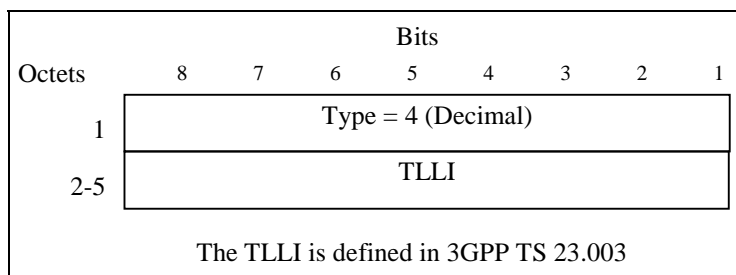 Bits
Octets 8 7 6 5 4 3 2 1
1 Type = 4 (Decimal)
2-5 TLLI
The TLLI is defined in 3GPP TS 23.003